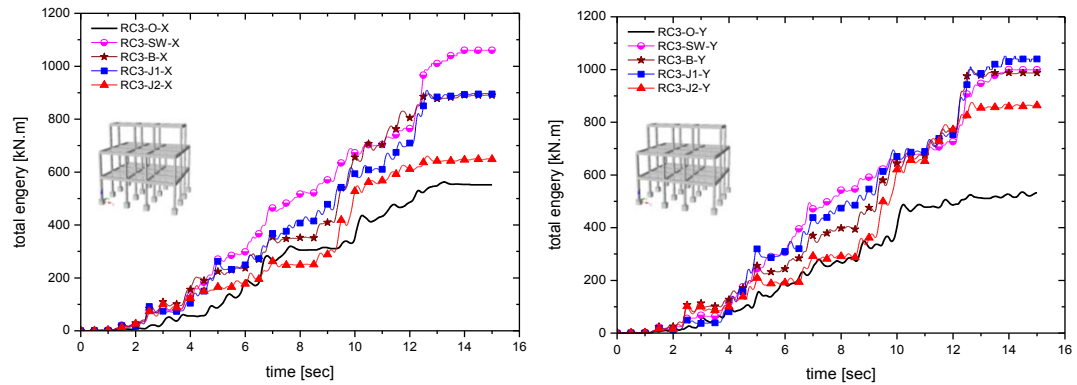 1200
1000
800
600
400
200
0
total engery [kN.m]
RC3-O-X
RC3-SW-X
RC3-B-X
RC3-J1-X
RC3-J2-X
0 2 4 6 8 10 12 14 16
time [sec]
1200
1000
800
600
400
200
0
total engery [kN.m]
RC3-O-Y
RC3-SW-Y
RC3-B-Y
RC3-J1-Y
RC3-J2-Y
0 2 4 6 8 10 12 14 16
time [sec]